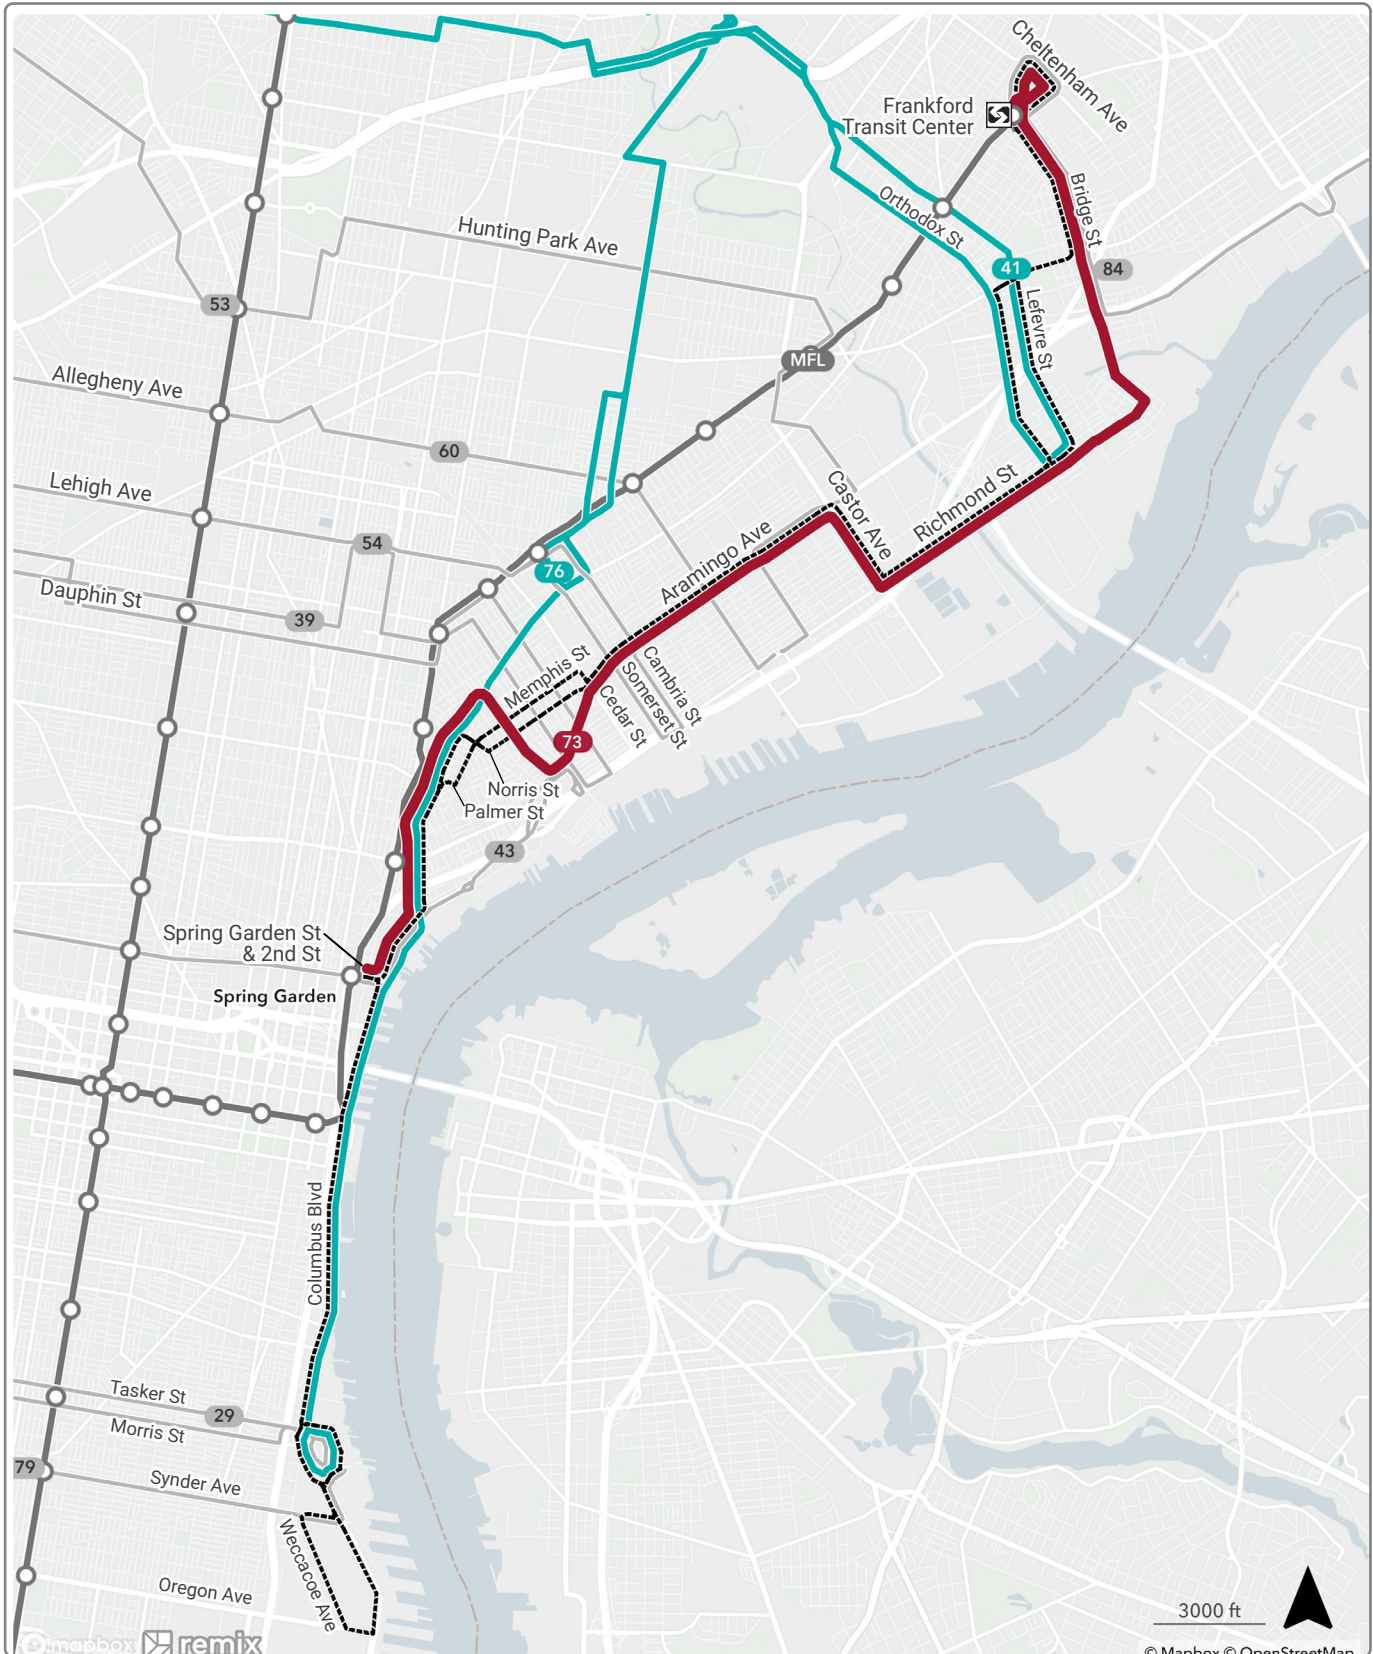 Cheltenham Ave
Frankford
Transit Center
Bridge St
Orthodox St
Hunting Park Ave
41
84
53
Lefevre St
MFL
Allegheny Ave
60
Lehigh Ave
Castor Ave
Richmond St
54
Aramingo Ave
76
Dauphin St
39
Memphis St
Cambria St
Somerset St
Cedar St
73
Norris St
Palmer St
43
Spring Garden St
& 2nd St
Spring Garden
Columbus Blvd
Tasker St
29
Morris St
79
Synder Ave
Weccacoe Ave
Oregon Ave
3000 ft
mapbox
remix
© Mapbox © OpenStreetMap